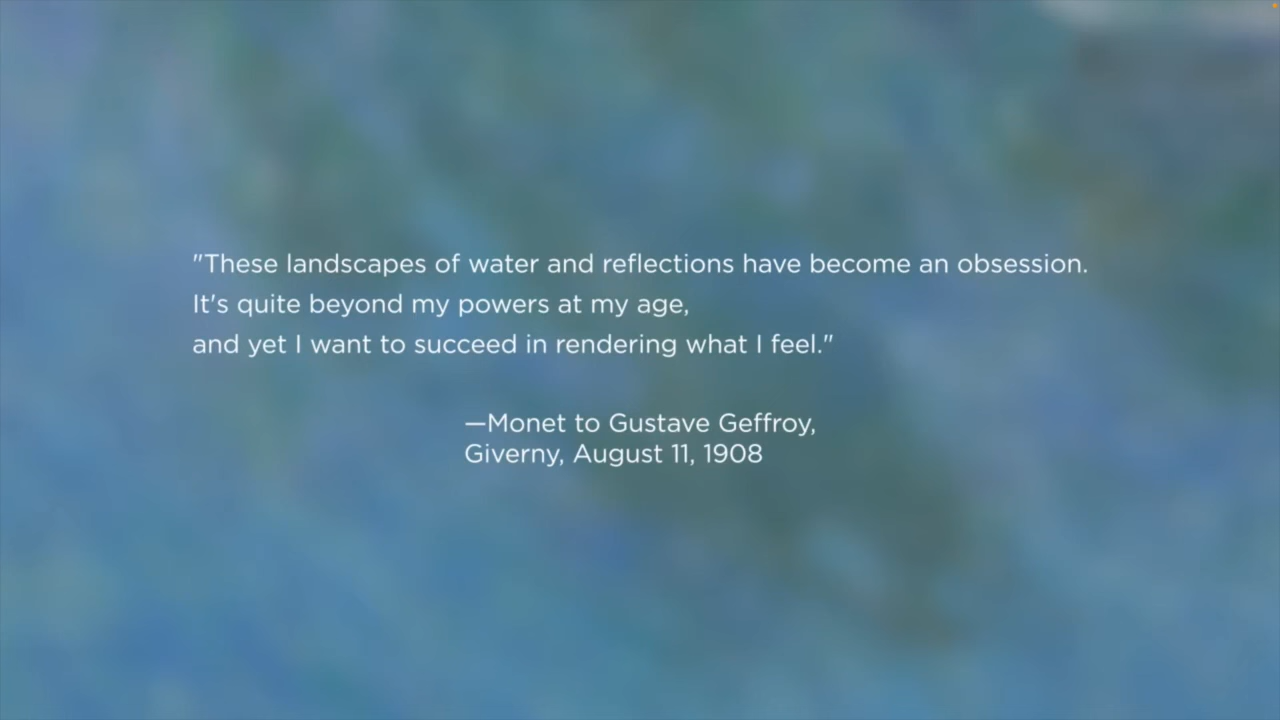 "These landscapes of water and reflections have become an obsession.
It's quite beyond my powers at my age,
and yet I want to succeed in rendering what I feel."
—Monet to Gustave Geffroy,
Giverny, August 11, 1908